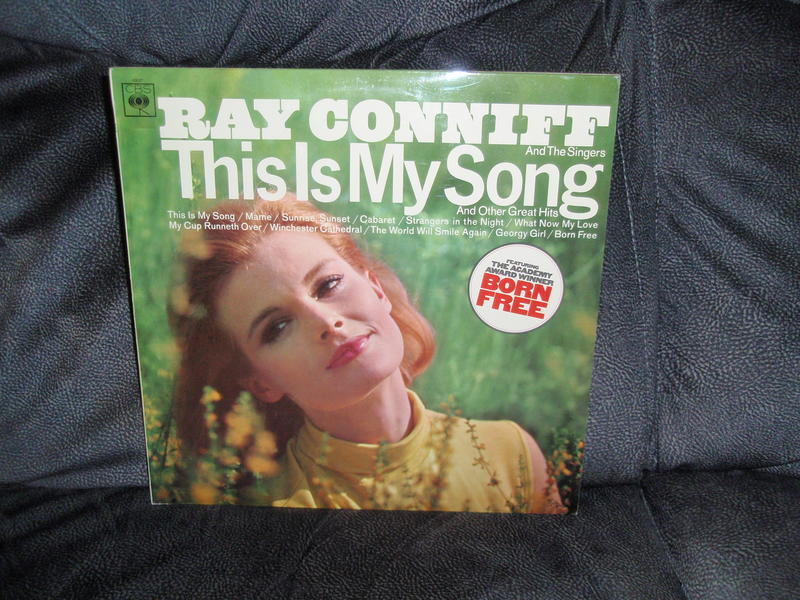 CBS
RAY CONNIFF
And The Singers
This Is My Song
And Other Great Hits
This Is My Song / Mame / Sunrise, Sunset / Cabaret / Strangers in the Night / What Now My Love
My Cup Runneth Over / Winchester Cathedral / The World Will Smile Again / Georgy Girl / Born Free
FEATURING
THE ACADEMY
AWARD WINNER
BORN
FREE